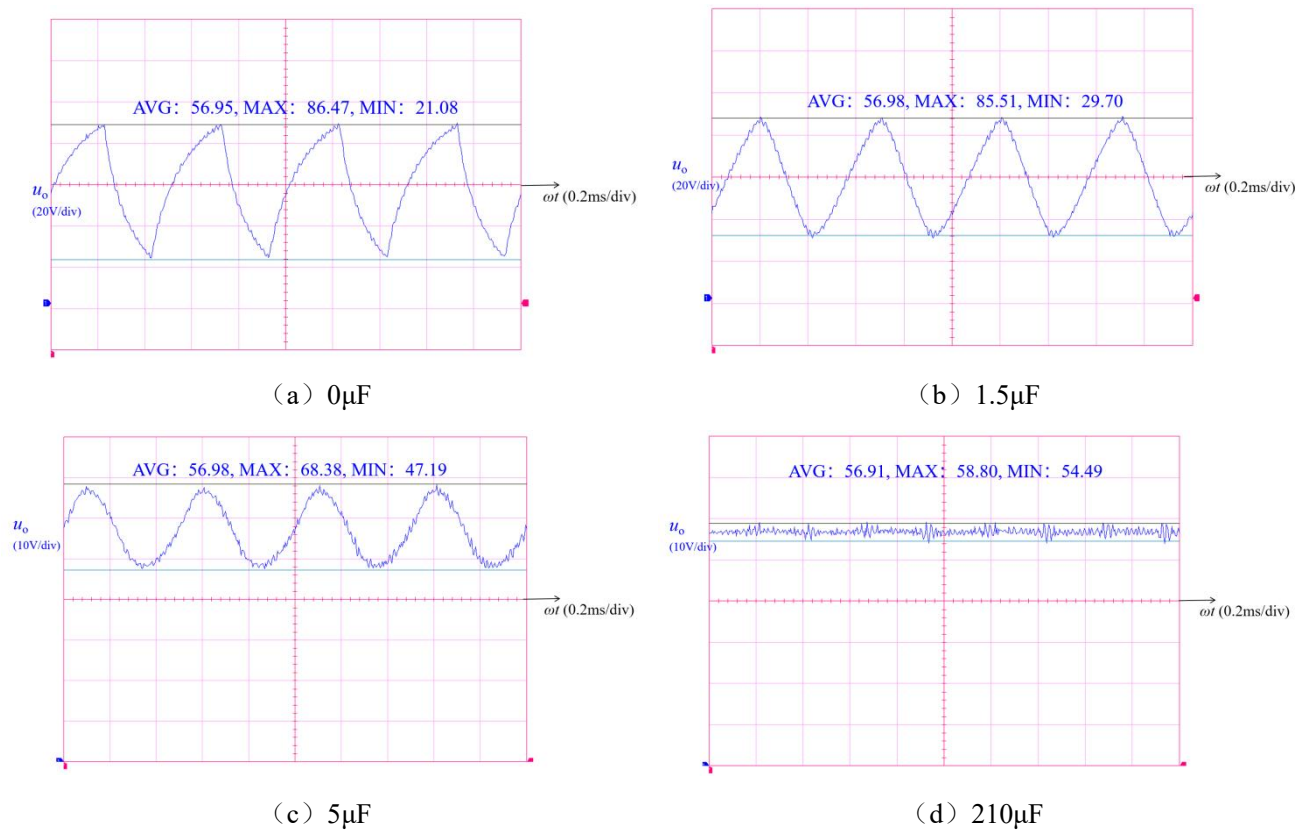 AVG：56.95, MAX：86.47, MIN：21.08
uo
(20V/div)
ωt (0.2ms/div)
（a）0μF
AVG：56.98, MAX：85.51, MIN：29.70
uo
(20V/div)
ωt (0.2ms/div)
（b）1.5μF
AVG：56.98, MAX：68.38, MIN：47.19
uo
(10V/div)
ωt (0.2ms/div)
（c）5μF
AVG：56.91, MAX：58.80, MIN：54.49
uo
(10V/div)
ωt (0.2ms/div)
（d）210μF